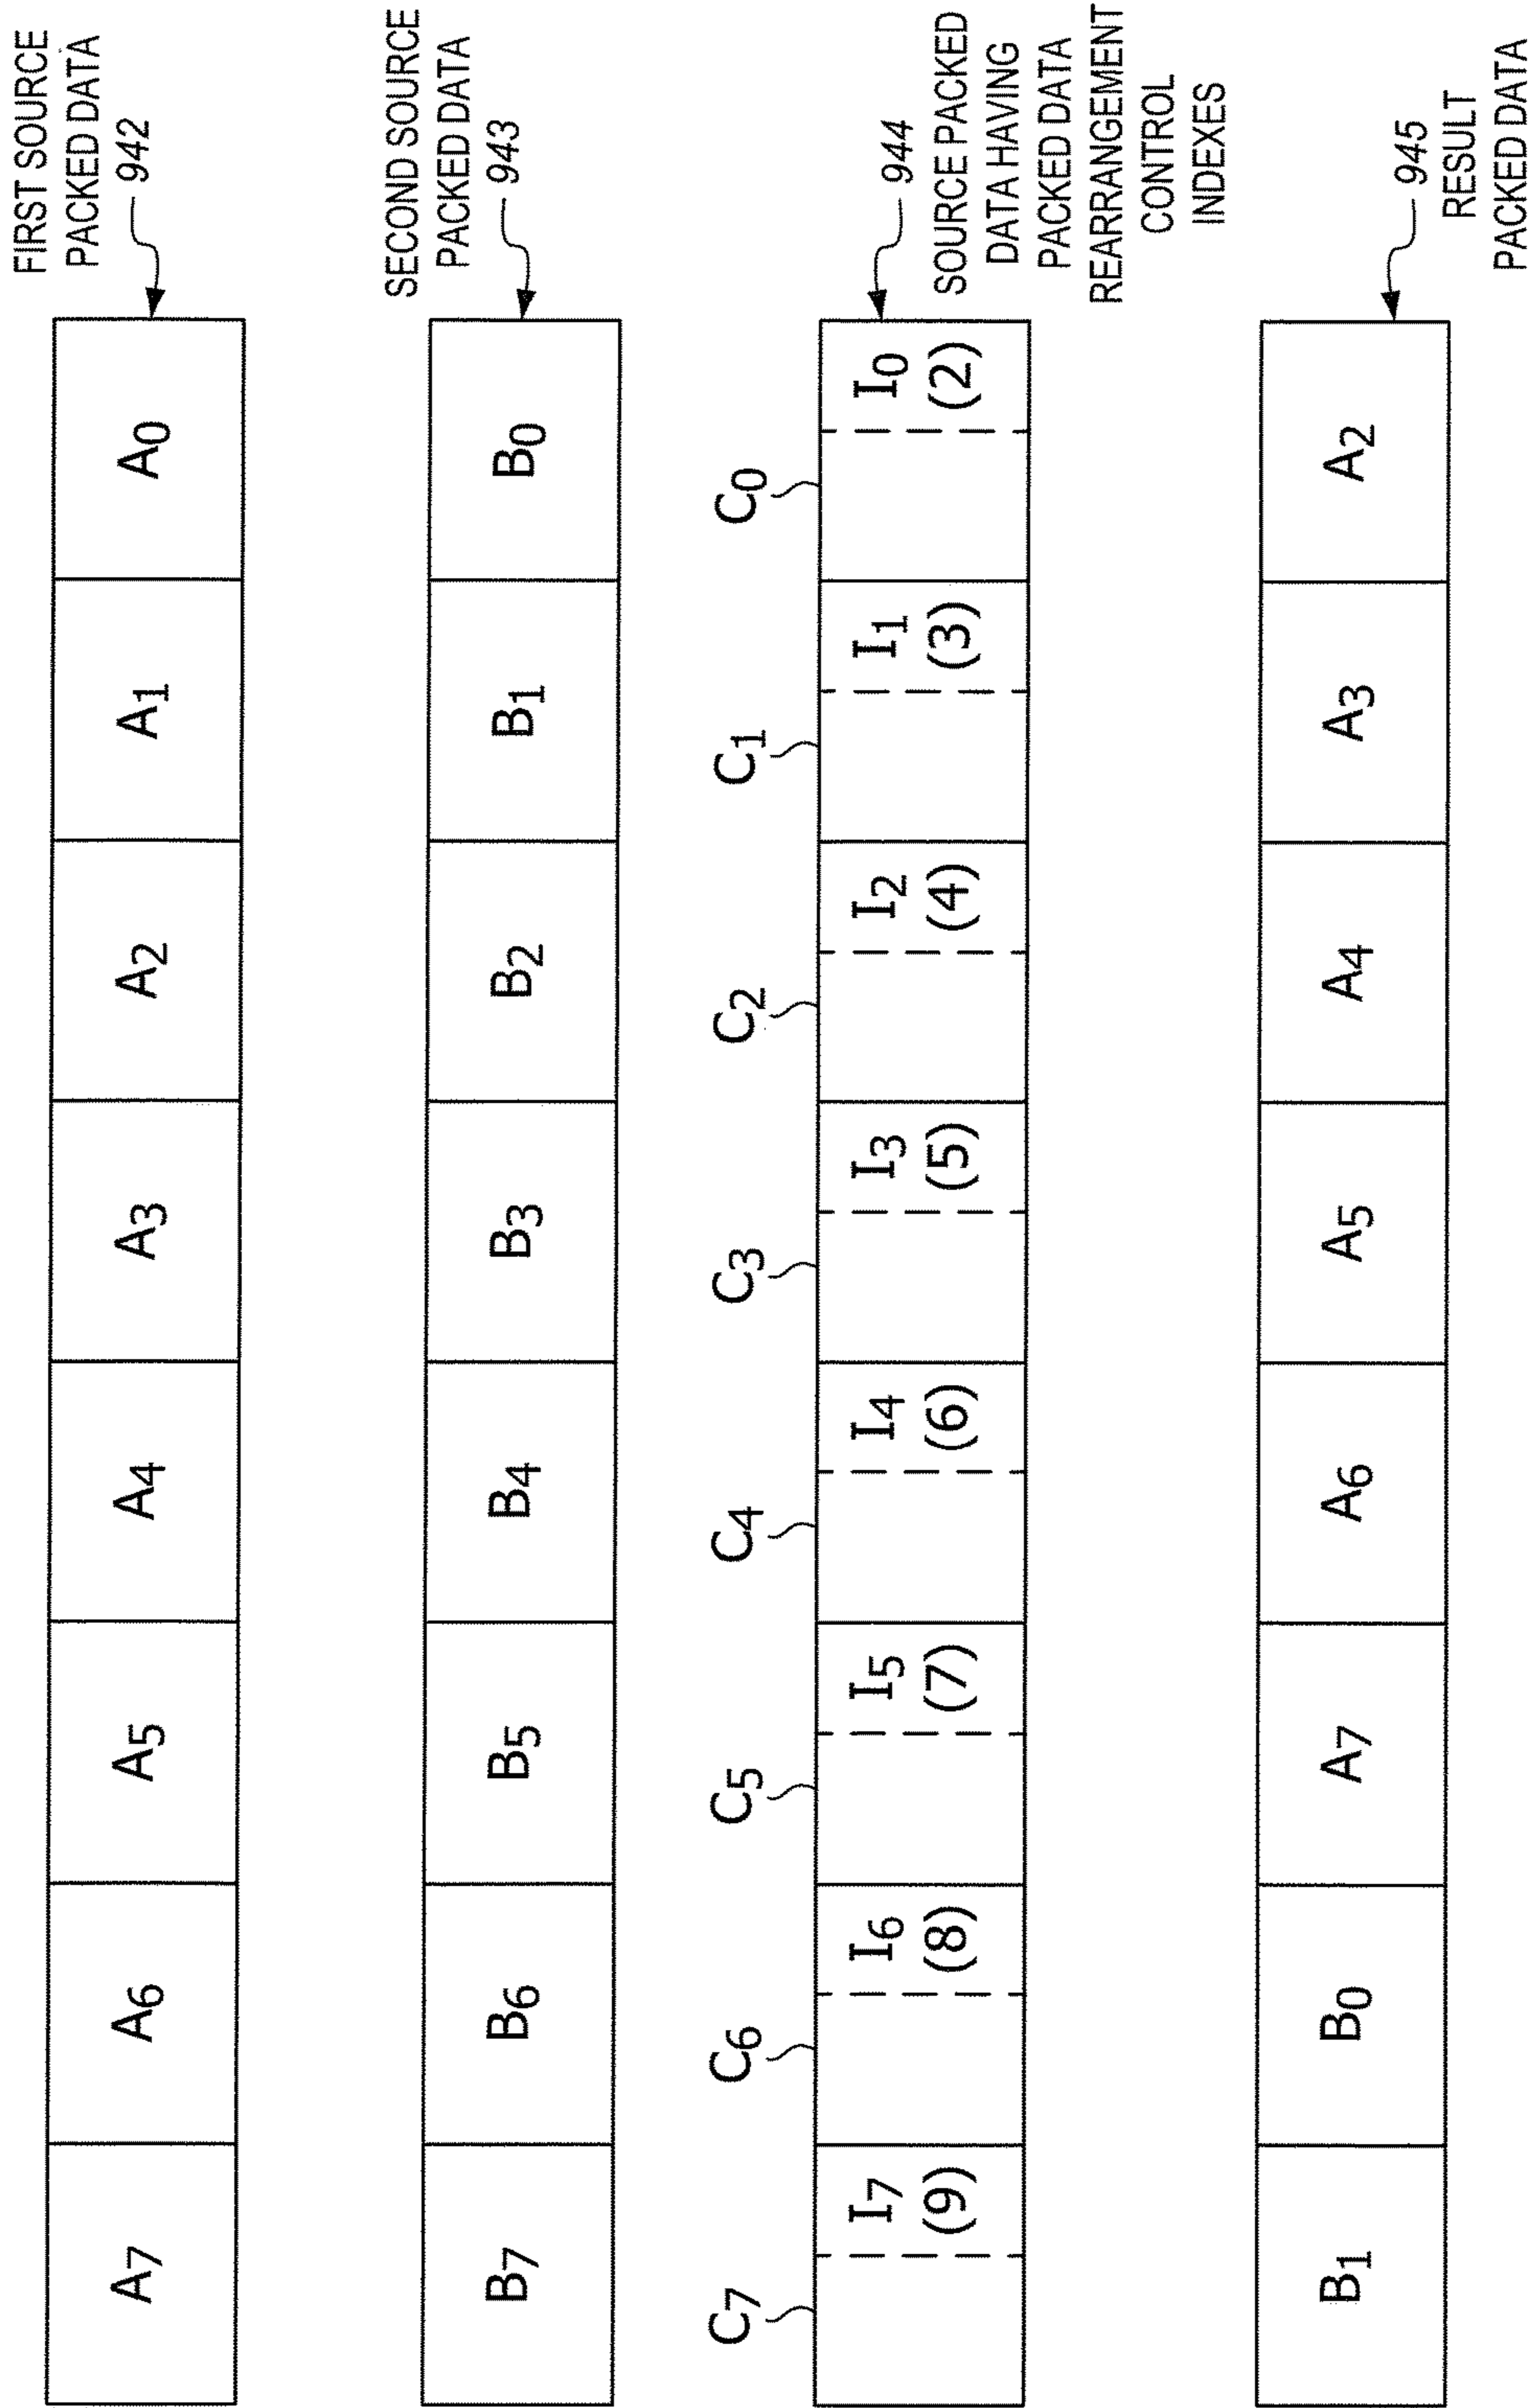 FIRST SOURCE
PACKED DATA
942
A7 A6 A5 A4 A3 A2 A1 A0
SECOND SOURCE
PACKED DATA
943
B7 B6 B5 B4 B3 B2 B1 B0
C7 C6 C5 C4 C3 C2 C1 C0
I7 I6 I5 I4 I3 I2 I1 I0
(9) (8) (7) (6) (5) (4) (3) (2)
944
SOURCE PACKED
DATA HAVING
PACKED DATA
REARRANGEMENT
CONTROL
INDEXES
B1 B0 A7 A6 A5 A4 A3 A2
945
RESULT
PACKED DATA